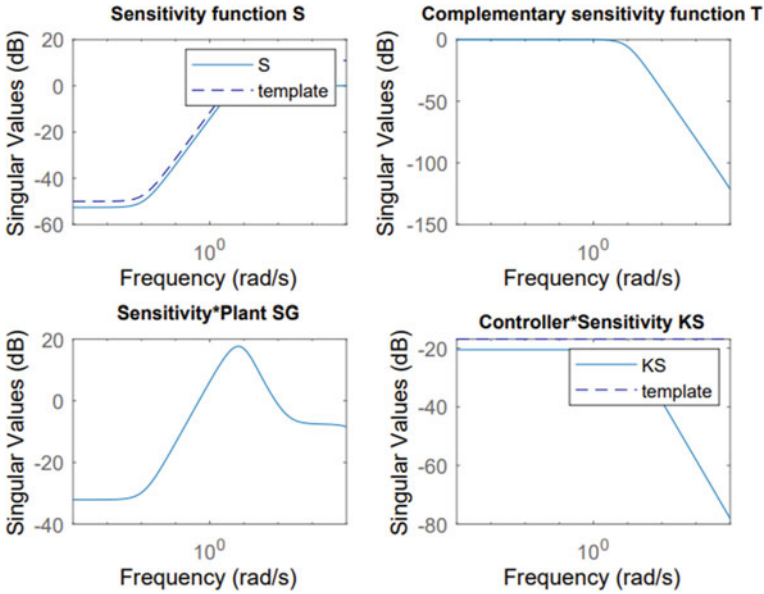 Sensitivity function S
Singular Values (dB)
20
0
-20
-40
-60
S
template
10^0
Frequency (rad/s)
Complementary sensitivity function T
Singular Values (dB)
0
-50
-100
-150
10^0
Frequency (rad/s)
Sensitivity*Plant SG
Singular Values (dB)
20
0
-20
-40
10^0
Frequency (rad/s)
Controller*Sensitivity KS
Singular Values (dB)
-20
-40
-60
-80
KS
template
10^0
Frequency (rad/s)